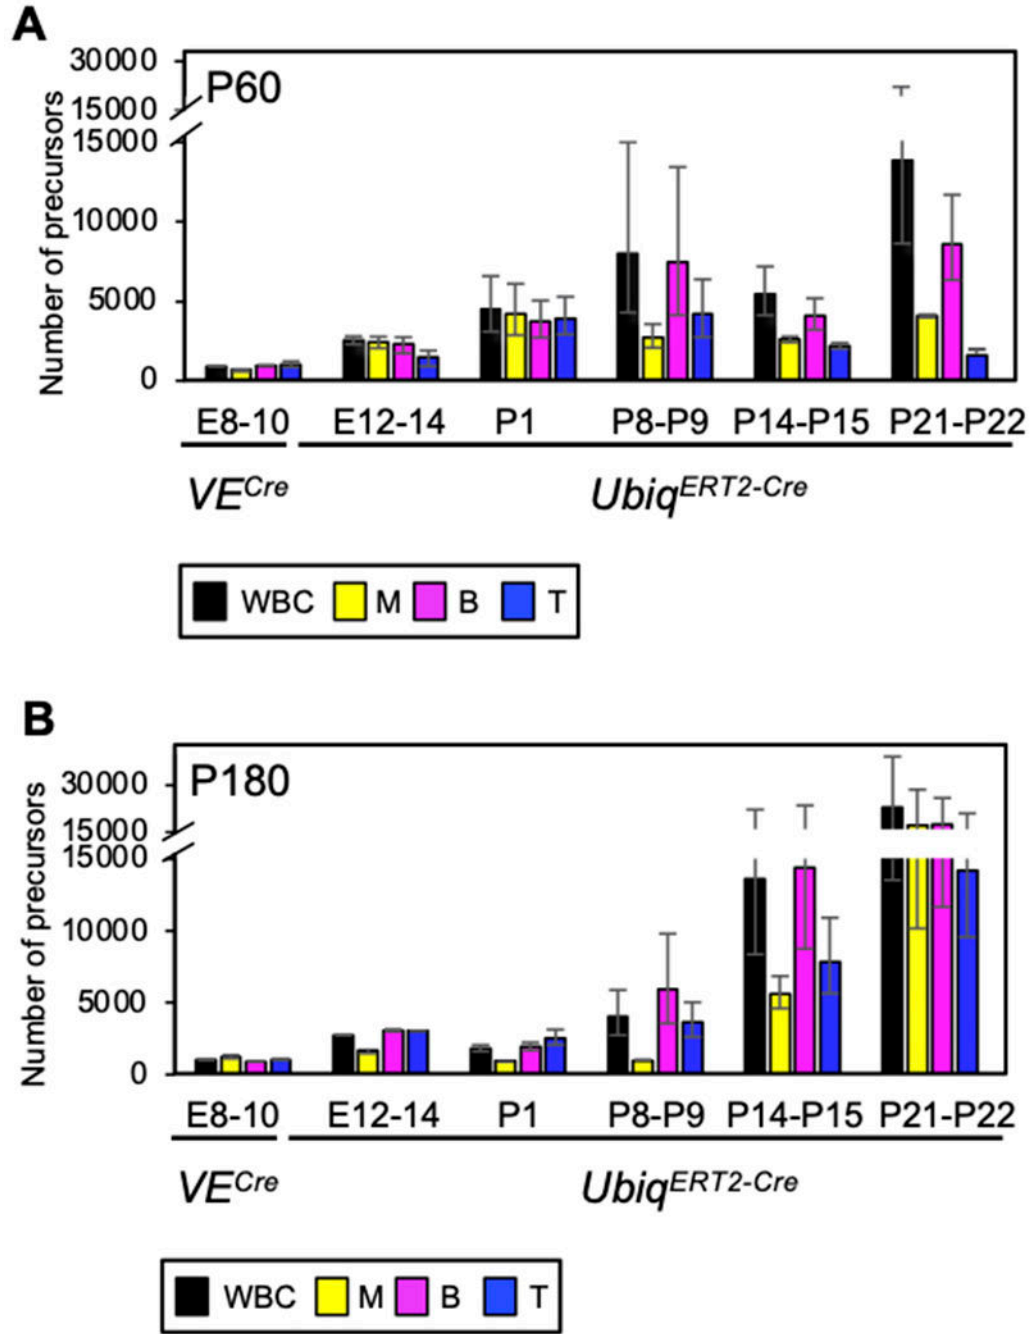 A
P60
Number of precursors
30000
15000
15000
10000
5000
0
E8-10 E12-14 P1 P8-P9 P14-P15 P21-P22
VECre UbiqERT2-Cre
WBC M B T
B
P180
Number of precursors
30000
15000
15000
10000
5000
0
E8-10 E12-14 P1 P8-P9 P14-P15 P21-P22
VECre UbiqERT2-Cre
WBC M B T